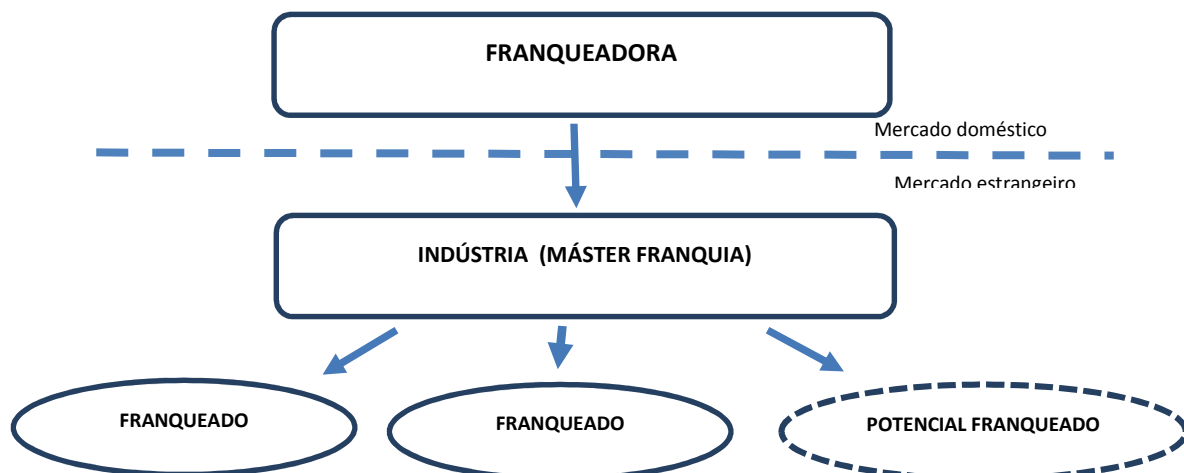 FRANQUEADORA
Mercado doméstico
Mercado estrangeiro
INDÚSTRIA (MÁSTER FRANQUIA)
FRANQUEADO
FRANQUEADO
POTENCIAL FRANQUEADO